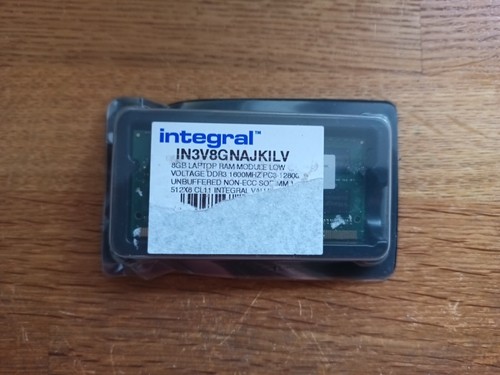 integral™
IN3V8GNAJKILV
8GB LAPTOP RAM MODULE LOW
VOLTAGE DDR3 1600MHZ PC3-12800
UNBUFFERED NON-ECC SODIMM 1.
512X8 CL11 INTEGRAL